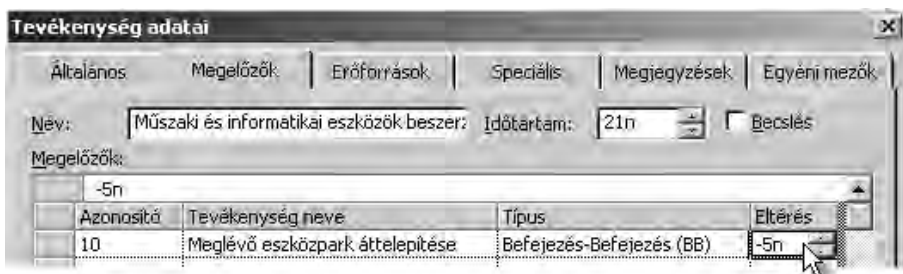 Tevékenység adatai
Általános Megelőzők Erőforrások Speciális Megjegyzések Egyéni mezők
Név: Műszaki és informatikai eszközök beszerz Időtartam: 21n Becslés
Megelőzők:
-5n
Azonosító Tevékenység neve Típus Eltérés
10 Meglévő eszközpark áttelepítése Befejezés-Befejezés (BB) -5n